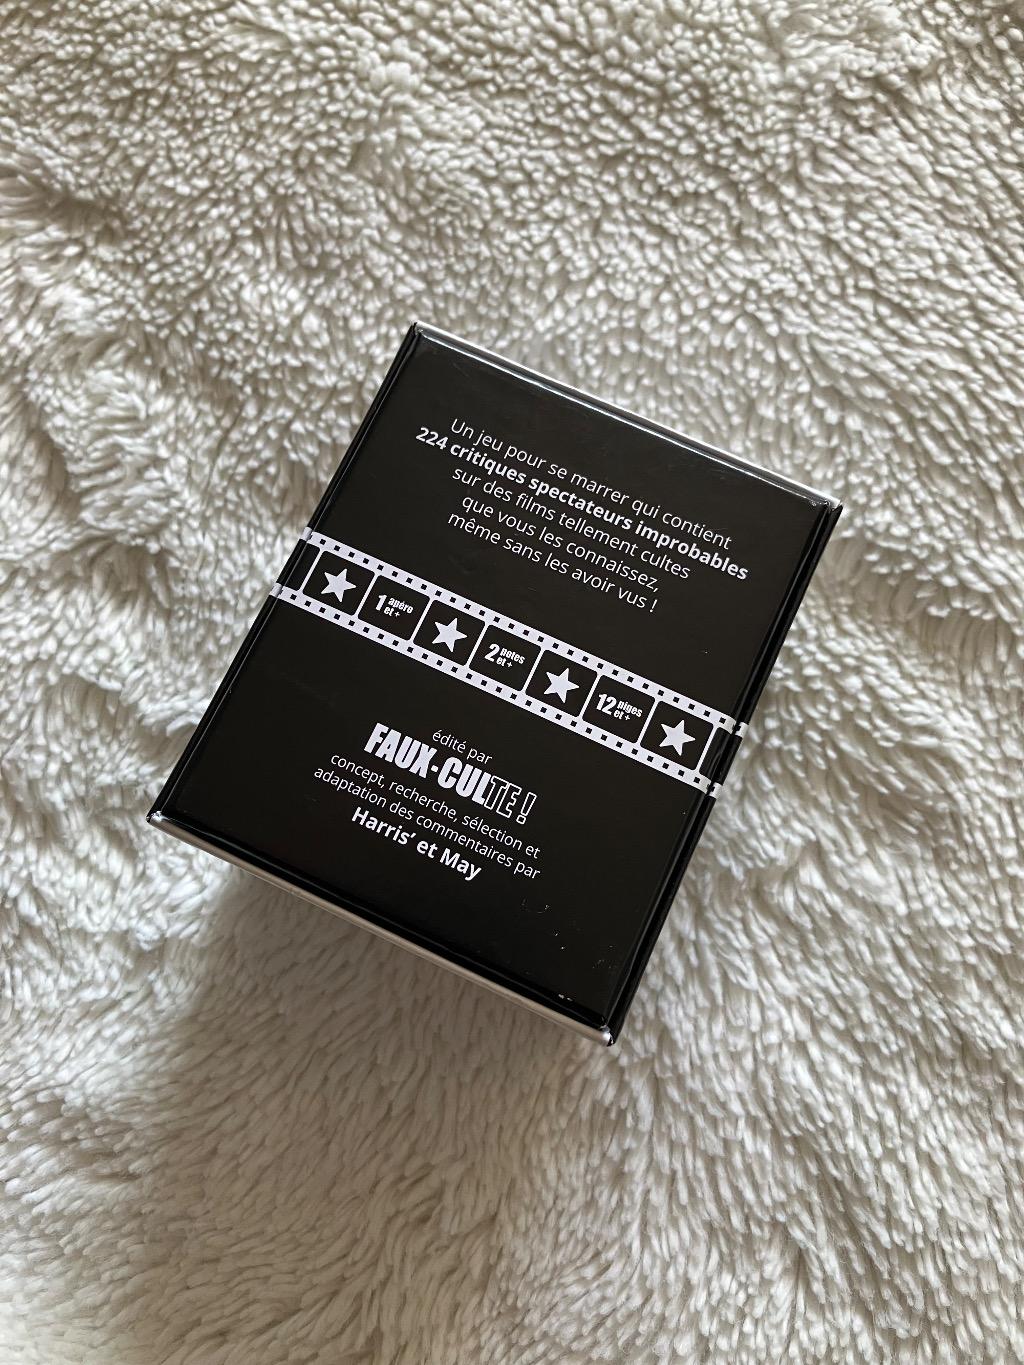 Un jeu pour se marrer qui contient
224 critiques spectateurs improbables
sur des films tellement cultes
que vous les connaissez,
même sans les avoir vus !
1 apéro et +
2 potes et +
12 piges et +
édité par
FAUX-CULTE !
concept, recherche, sélection et
adaptation des commentaires par
Harris’ et May